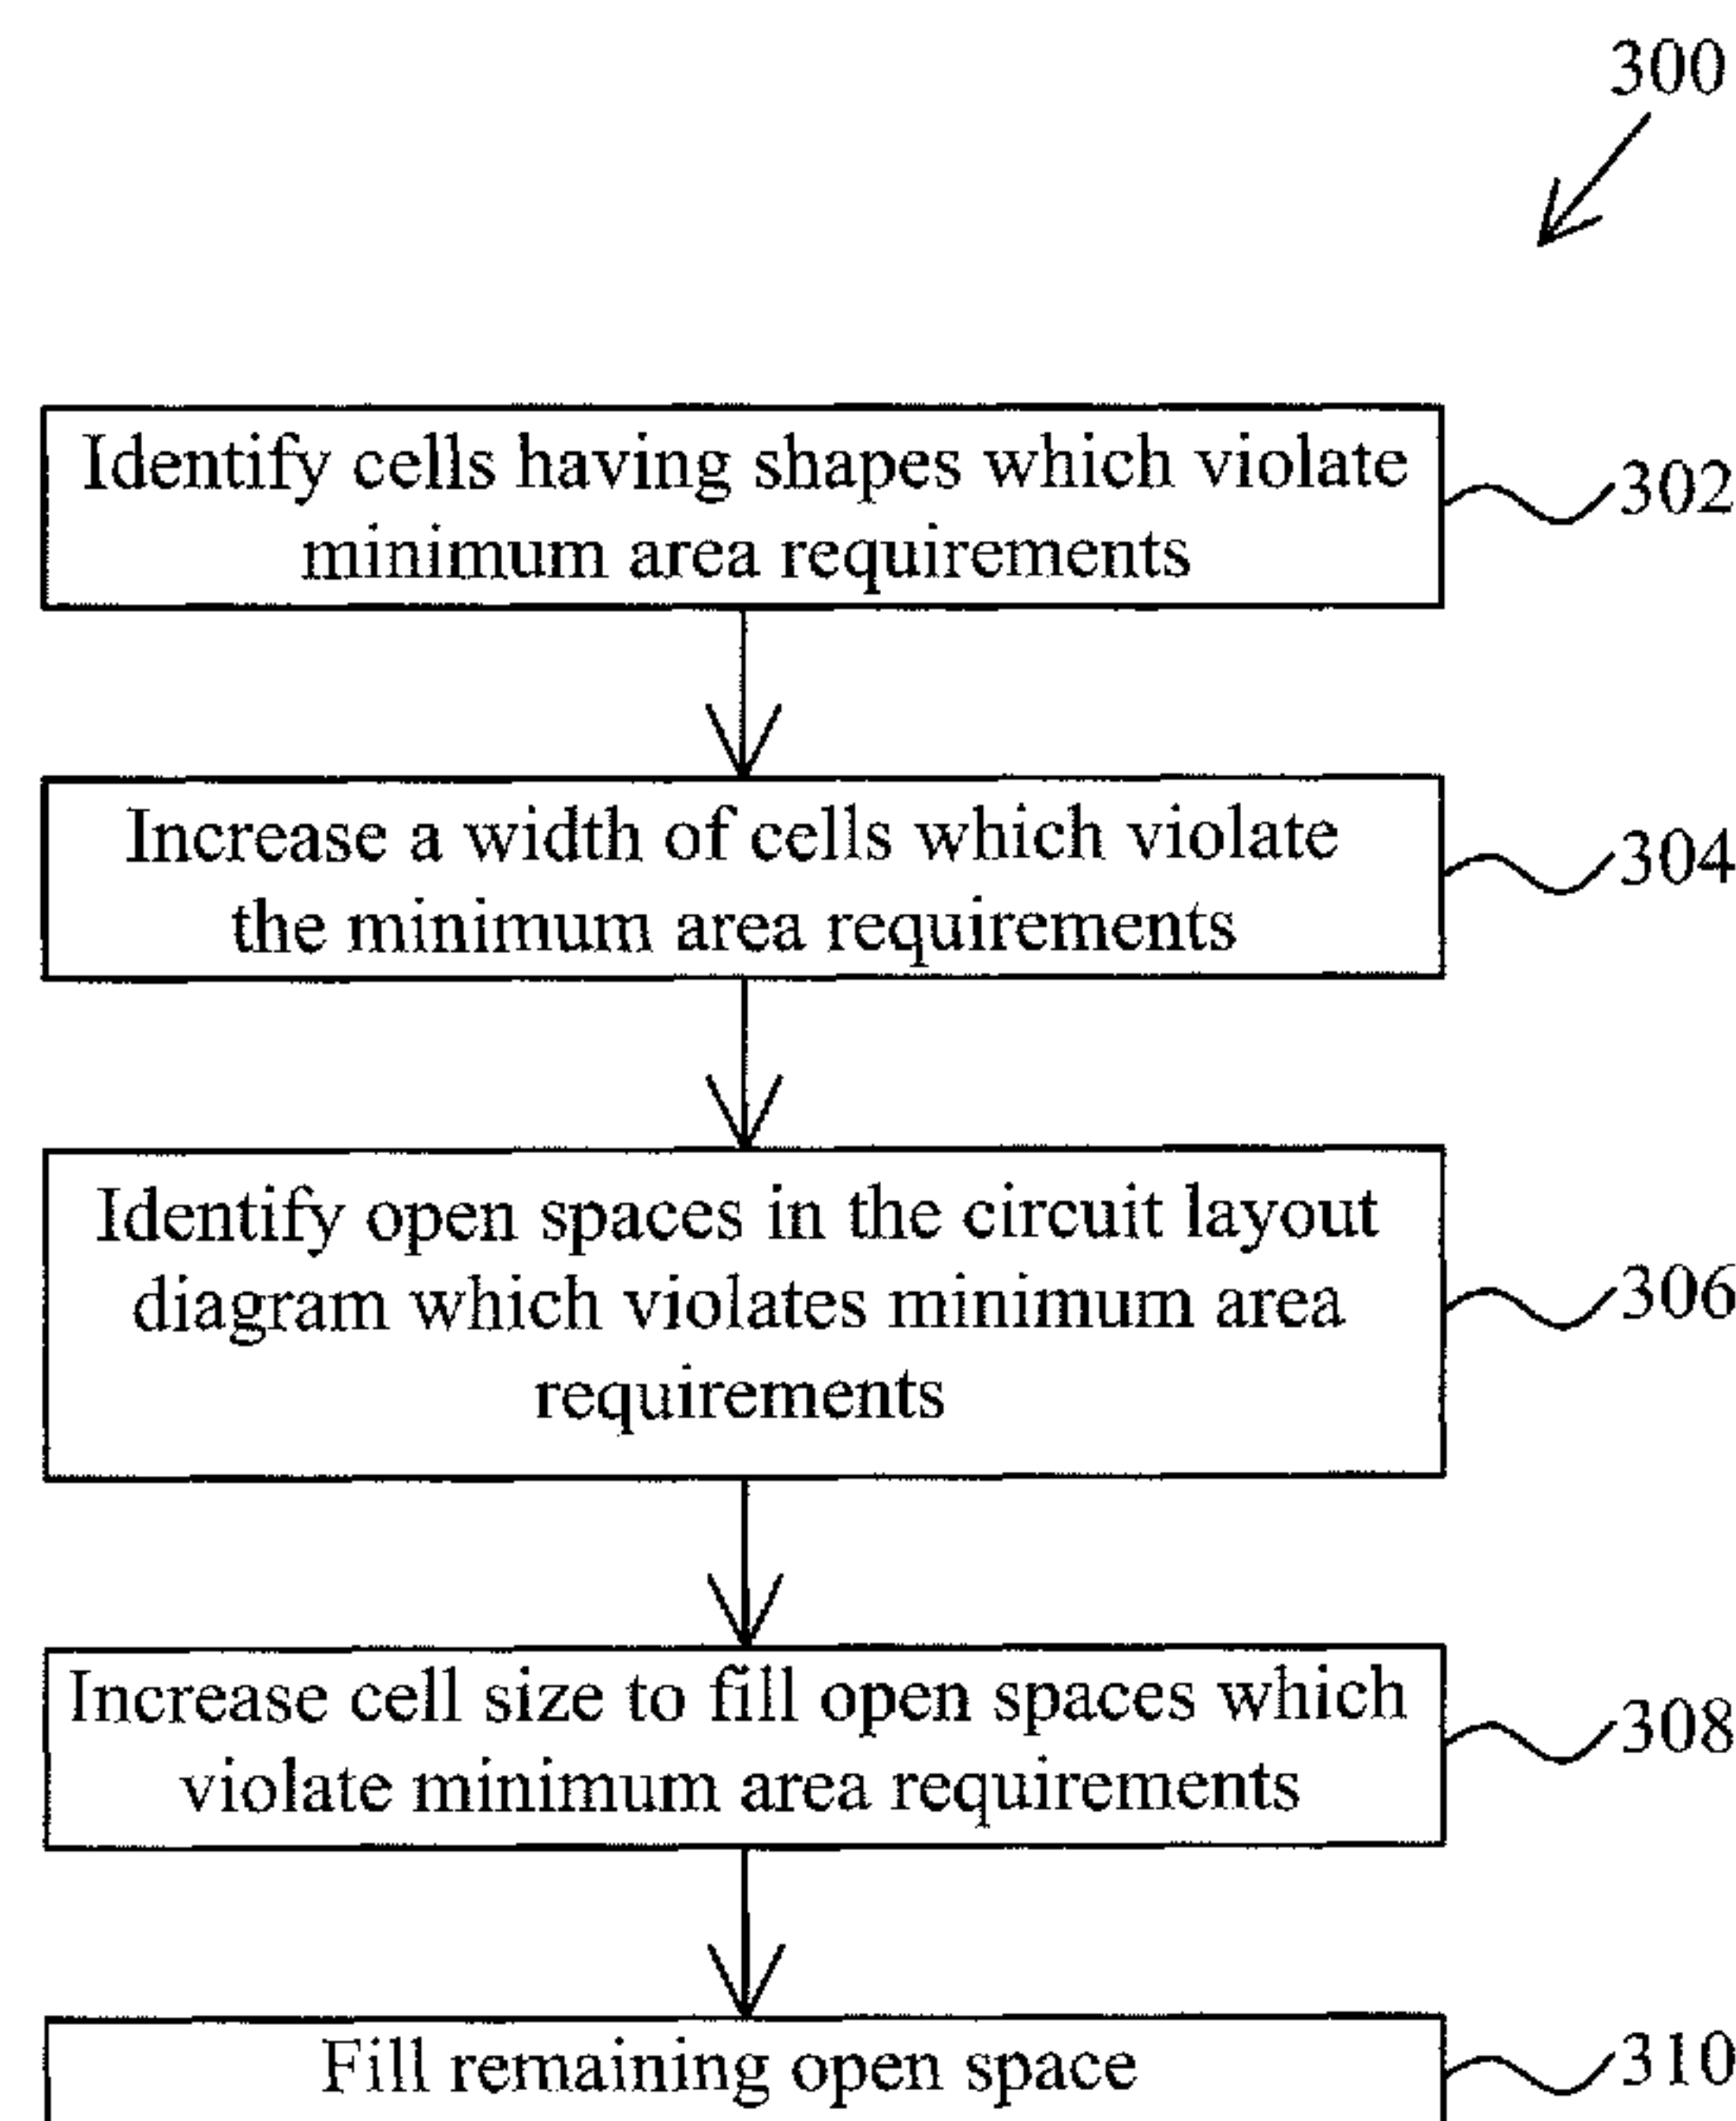 300
Identify cells having shapes which violate
minimum area requirements
302
Increase a width of cells which violate
the minimum area requirements
304
Identify open spaces in the circuit layout
diagram which violates minimum area
requirements
306
Increase cell size to fill open spaces which
violate minimum area requirements
308
Fill remaining open space
310